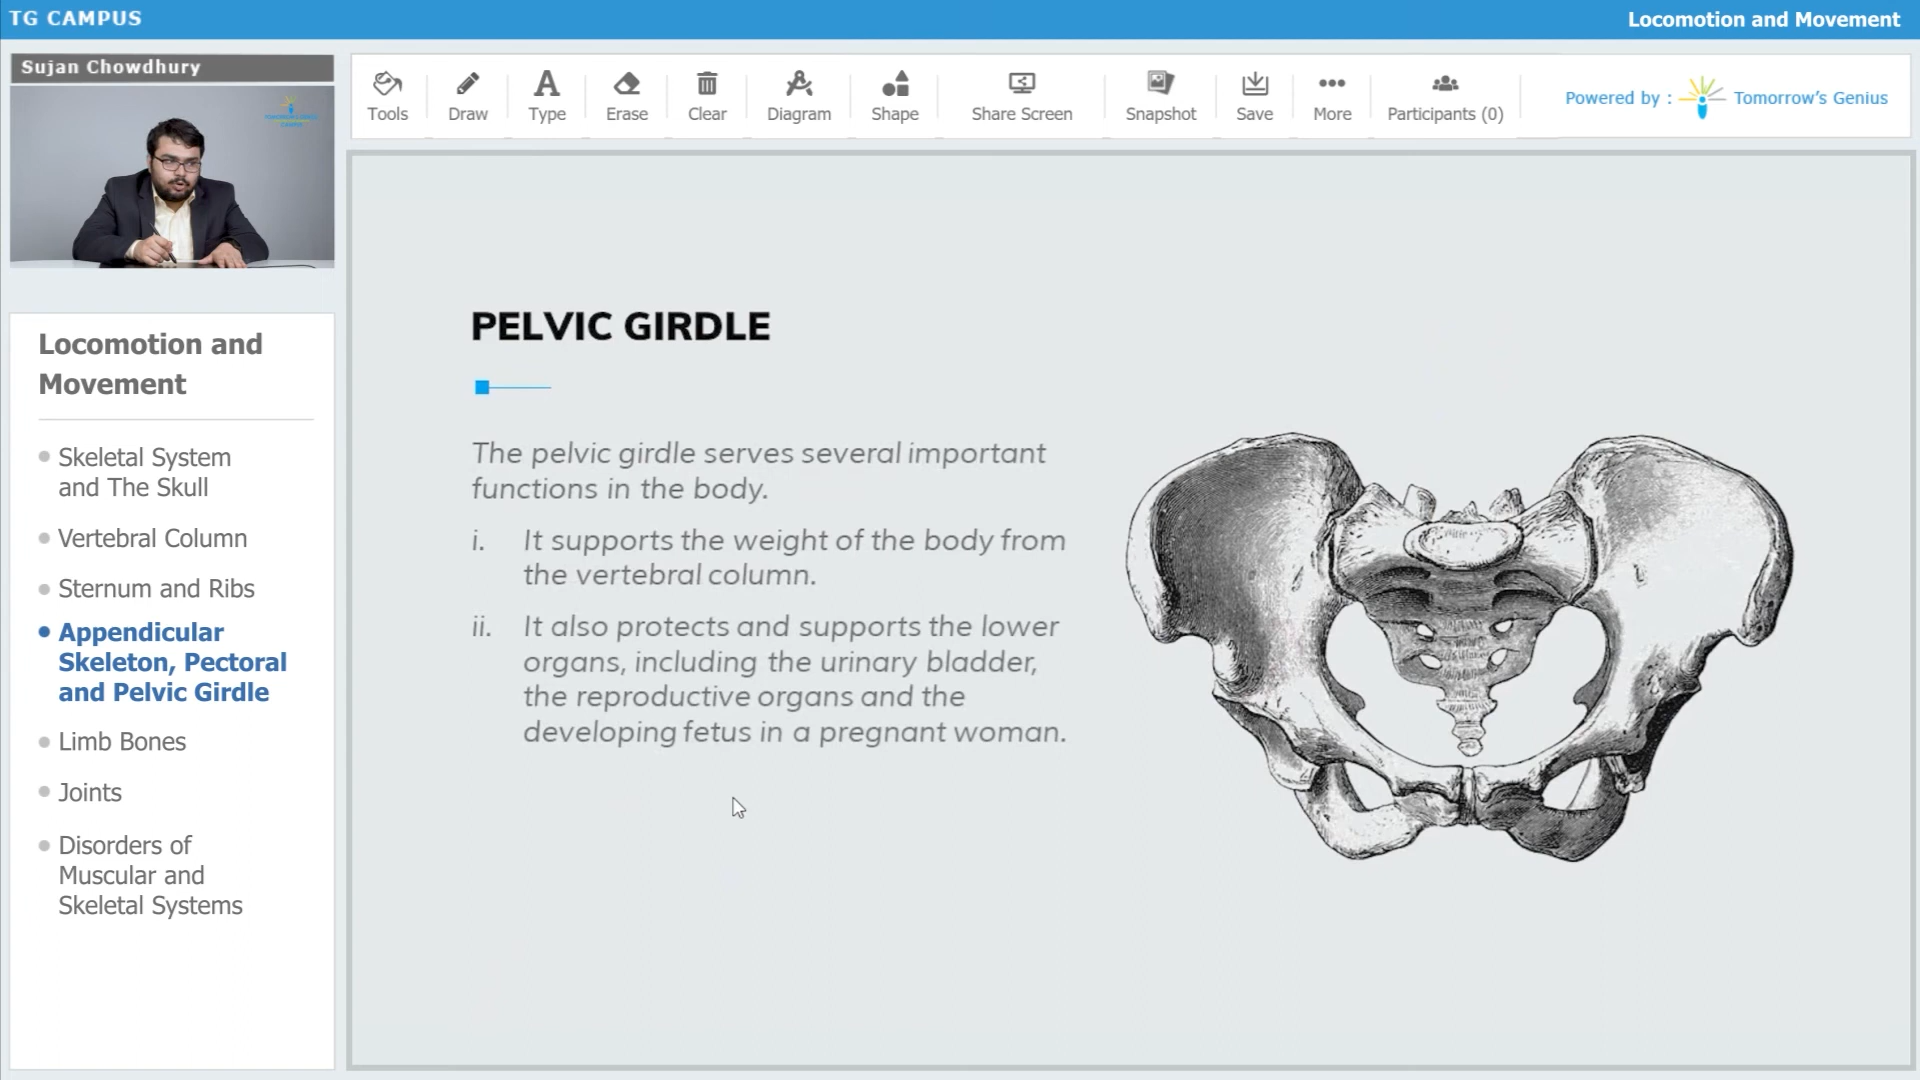 TG CAMPUS
Locomotion and Movement
Sujan Chowdhury
Tools
Draw
Type
Erase
Clear
Diagram
Shape
Share Screen
Snapshot
Save
More
Participants (0)
Powered by :
Tomorrow's Genius
Locomotion and
Movement
Skeletal System
and The Skull
Vertebral Column
Sternum and Ribs
Appendicular
Skeleton, Pectoral
and Pelvic Girdle
Limb Bones
Joints
Disorders of
Muscular and
Skeletal Systems
PELVIC GIRDLE
The pelvic girdle serves several important
functions in the body.
i. It supports the weight of the body from
the vertebral column.
ii. It also protects and supports the lower
organs, including the urinary bladder,
the reproductive organs and the
developing fetus in a pregnant woman.